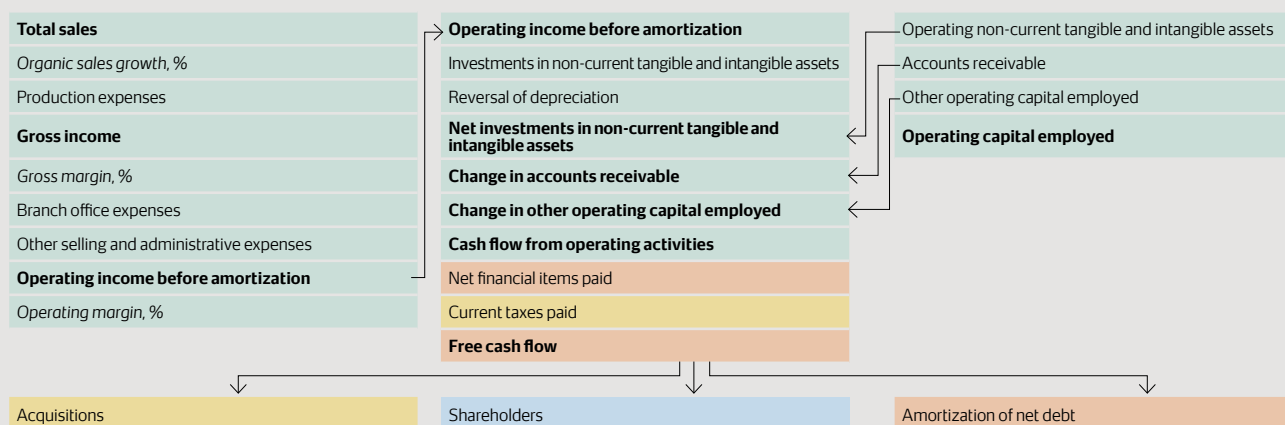 Total sales
Organic sales growth, %
Production expenses
Gross income
Gross margin, %
Branch office expenses
Other selling and administrative expenses
Operating income before amortization
Operating margin, %
Operating income before amortization
Investments in non-current tangible and intangible assets
Reversal of depreciation
Net investments in non-current tangible and
intangible assets
Change in accounts receivable
Change in other operating capital employed
Cash flow from operating activities
Net financial items paid
Current taxes paid
Free cash flow
Operating non-current tangible and intangible assets
Accounts receivable
Other operating capital employed
Operating capital employed
Acquisitions
Shareholders
Amortization of net debt